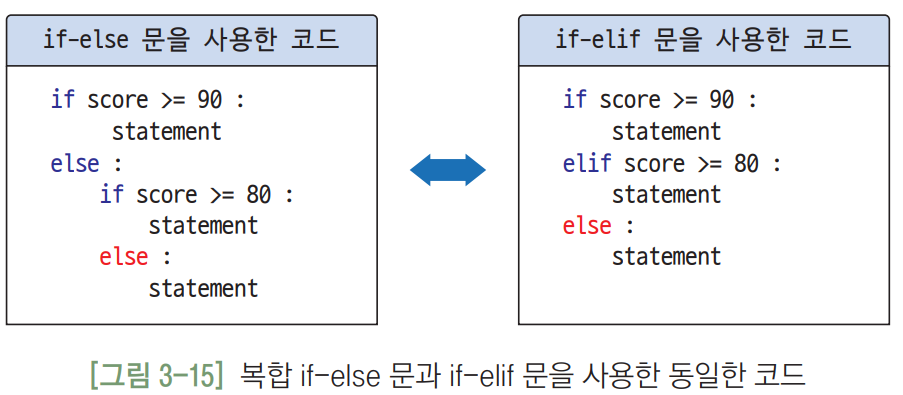 if-else 문을 사용한 코드
if score >= 90 :
statement
else :
if score >= 80 :
statement
else :
statement
if-elif 문을 사용한 코드
if score >= 90 :
statement
elif score >= 80 :
statement
else :
statement
[그림 3-15] 복합 if-else 문과 if-elif 문을 사용한 동일한 코드